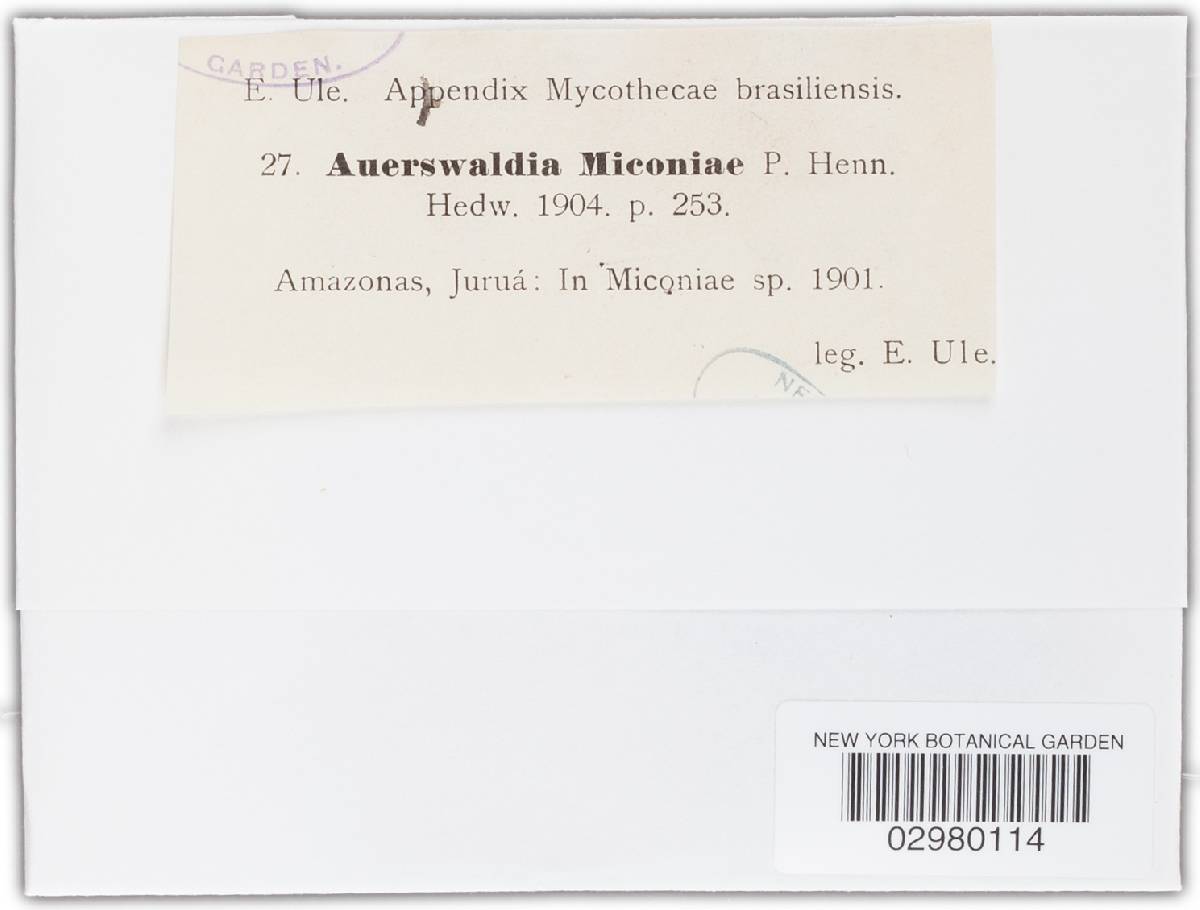 GARDEN.
E. Ule. Appendix Mycothecae brasiliensis.
27. Auerswaldia Miconiae P. Henn.
Hedw. 1904. p. 253.
Amazonas, Juruá: In Miconiae sp. 1901.
leg. E. Ule.
NEW YORK BOTANICAL GARDEN
02980114